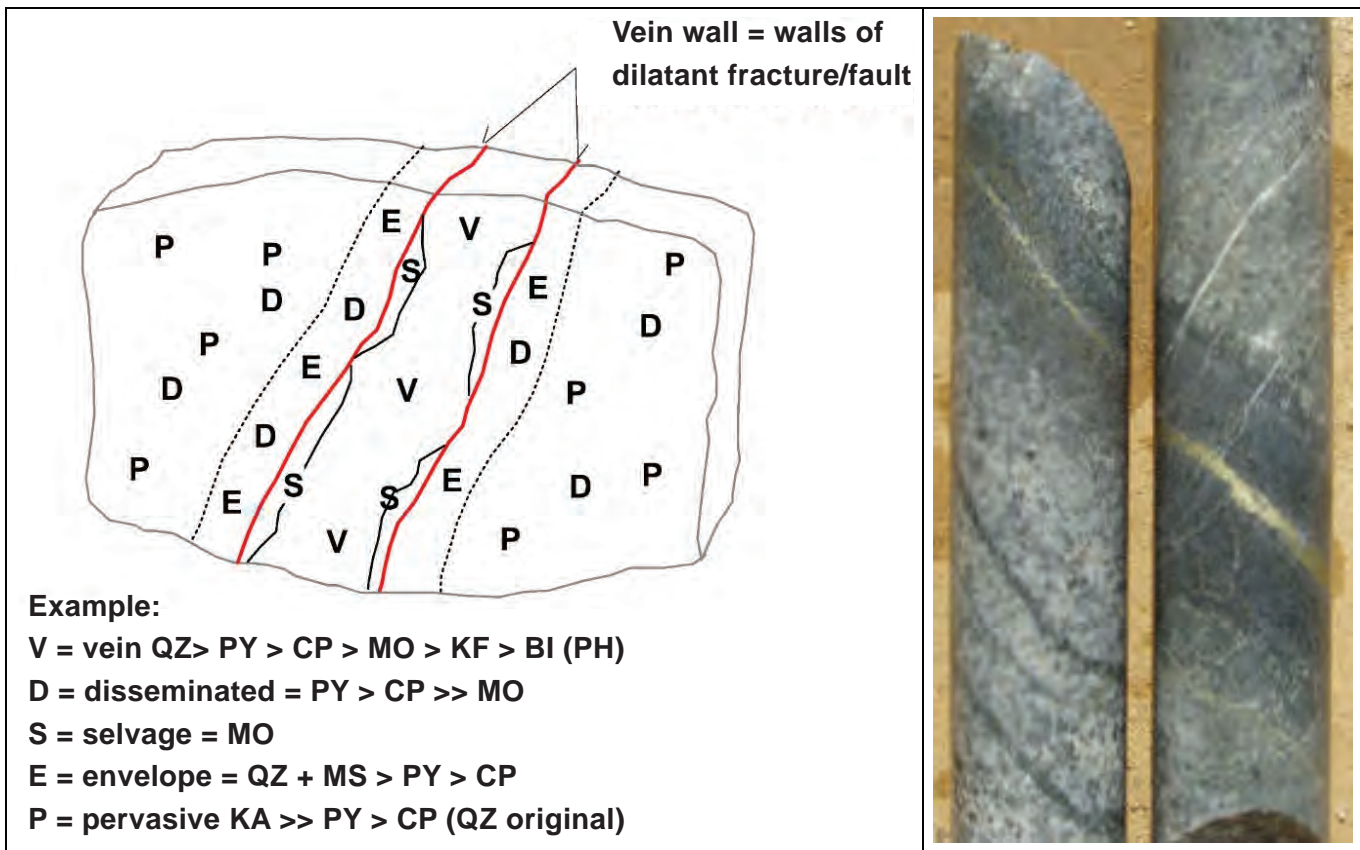 Vein wall = walls of
dilatant fracture/fault
E
V
P
P
S
P
D
E
D
S
D
P
D
E
D
P
V
D
P
E
S
D
P
P
E
S
D
E
S
V
P
Example:
V = vein QZ> PY > CP > MO > KF > BI (PH)
D = disseminated = PY > CP >> MO
S = selvage = MO
E = envelope = QZ + MS > PY > CP
P = pervasive KA >> PY > CP (QZ original)